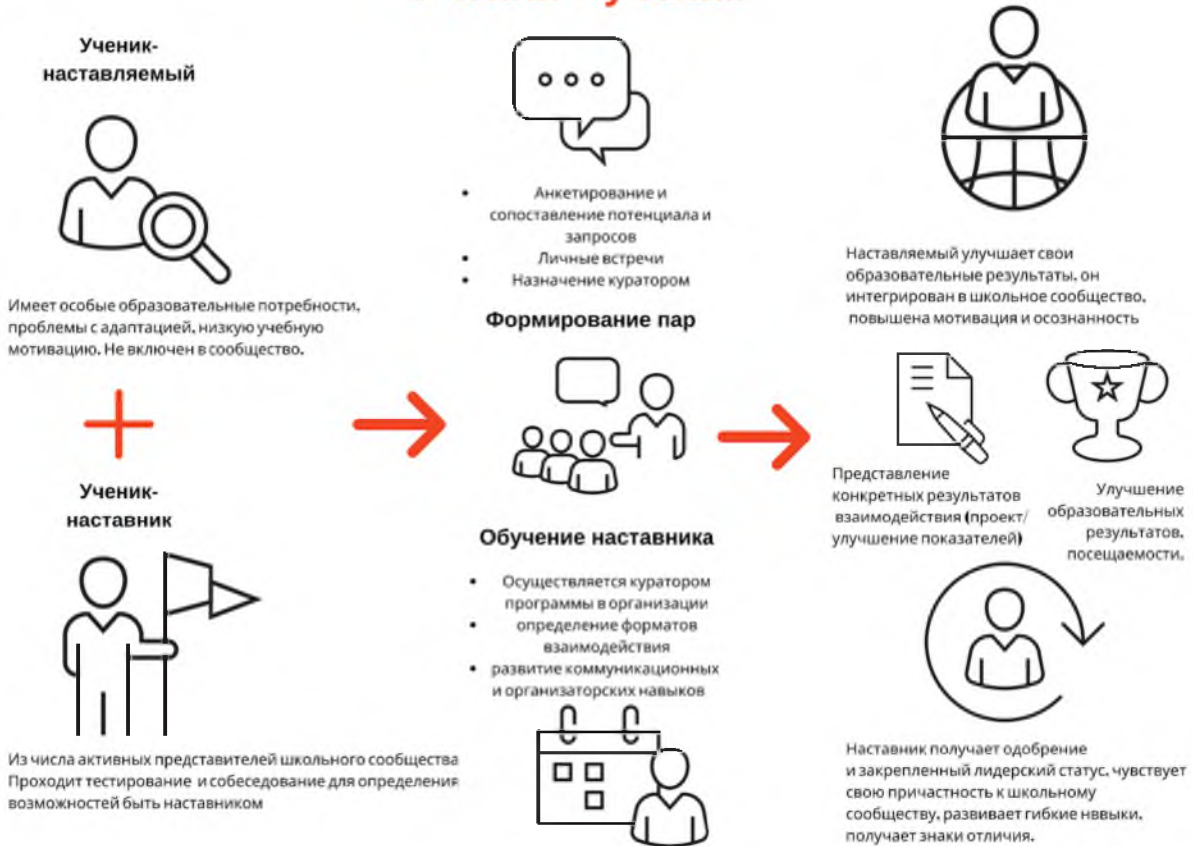 Ученик-
наставляемый
Имеет особые образовательные потребности,
проблемы с адаптацией, низкую учебную
мотивацию. Не включен в сообщество.
Ученик-
наставник
Из числа активных представителей школьного сообщества
Проходит тестирование и собеседование для определения
возможностей быть наставником
• Анкетирование и
сопоставление потенциала и
запросов
• Личные встречи
• Назначение куратором
Формирование пар
Обучение наставника
• Осуществляется куратором
программы в организации
• определение форматов
взаимодействия
• развитие коммуникационных
и организаторских навыков
Наставляемый улучшает свои
образовательные результаты, он
интегрирован в школьное сообщество,
повышена мотивация и осознанность
Представление
конкретных результатов
взаимодействия (проект/
улучшение показателей)
Улучшение
образовательных
результатов,
посещаемости.
Наставник получает одобрение
и закрепленный лидерский статус, чувствует
свою причастность к школьному
сообществу, развивает гибкие нввыки,
получает знаки отличия.